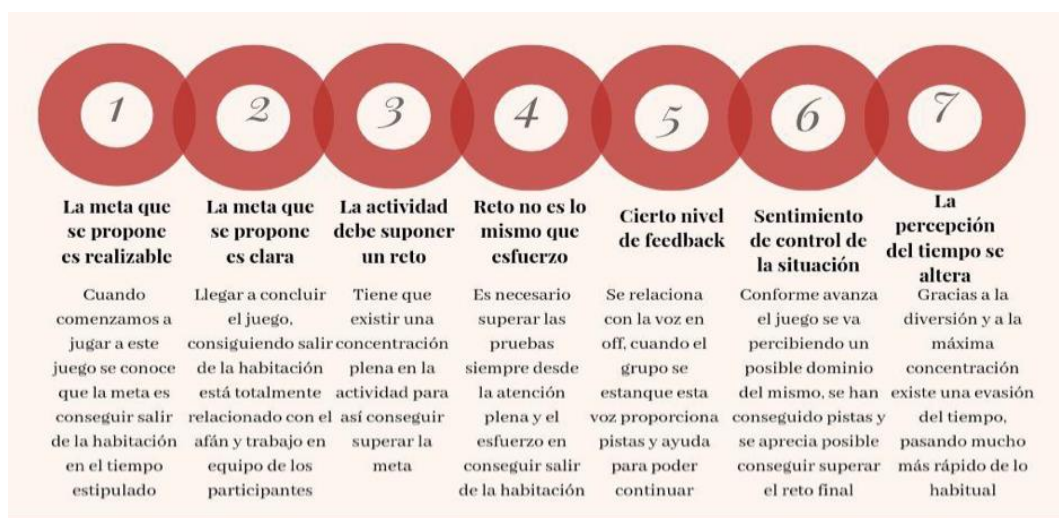 1
La meta que
se propone
es realizable
Cuando
comenzamos a
jugar a este
juego se conoce
que la meta es
conseguir salir
de la habitación
en el tiempo
estipulado
2
La meta que
se propone
es clara
Llegar a concluir
el juego,
consiguiendo salir
de la habitación
está totalmente
relacionado con el
afán y trabajo en
equipo de los
participantes
3
La actividad
debe suponer
un reto
Tiene que
existir una
concentración
plena en la
actividad para
así conseguir
superar la
meta
4
Reto no es lo
mismo que
esfuerzo
Es necesario
superar las
pruebas
siempre desde
la atención
plena y el
esfuerzo en
conseguir salir
de la habitación
5
Cierto nivel
de feedback
Se relaciona
con la voz en
off, cuando el
grupo se
estanque esta
voz proporciona
pistas y ayuda
para poder
continuar
6
Sentimiento
de control de
la situación
Conforme avanza
el juego se va
percibiendo un
posible dominio
del mismo, se han
conseguido pistas y
se aprecia posible
conseguir superar
el reto final
7
La
percepción
del tiempo se
altera
Gracias a la
diversión y a la
máxima
concentración
existe una evasión
del tiempo,
pasando mucho
más rápido de lo
habitual